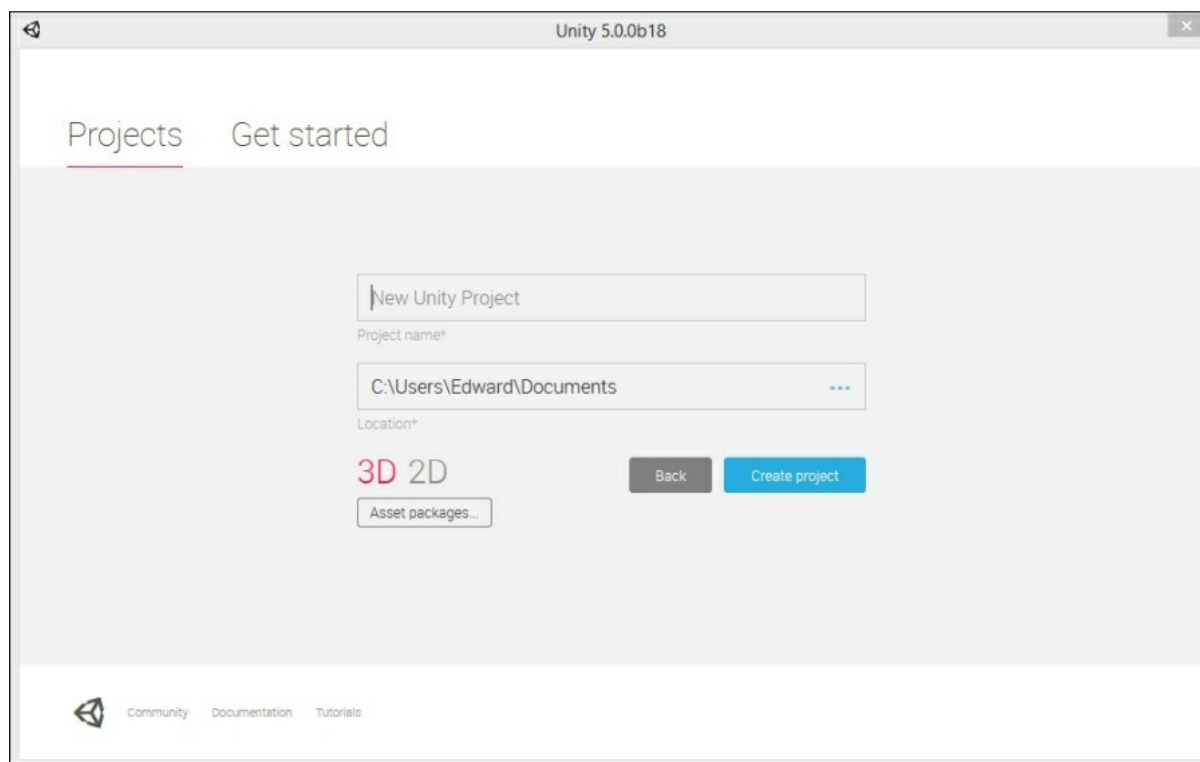 Unity 5.0.0b18
Projects Get started
New Unity Project
Project name*
C:\Users\Edward\Documents
Location*
3D 2D
Back Create project
Asset packages...
Community Documentation Tutorials